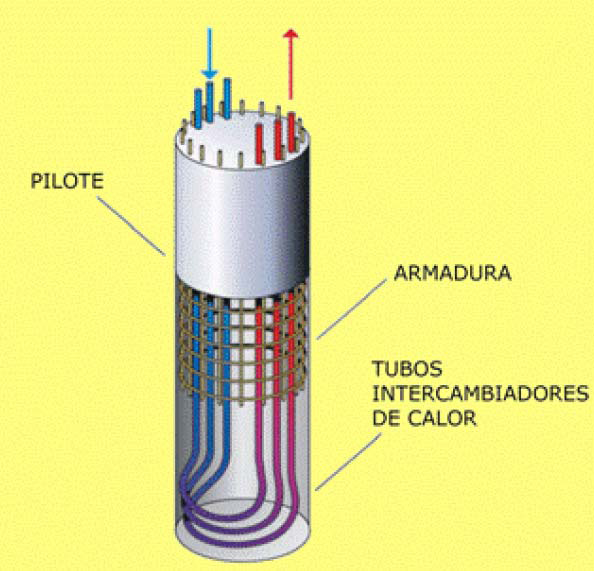 PILOTE
ARMADURA
TUBOS
INTERCAMBIADORES
DE CALOR